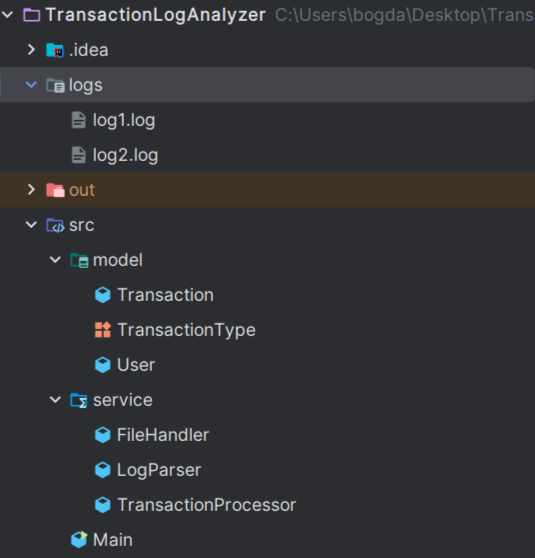 TransactionLogAnalyzer C:\Users\bogda\Desktop\Trans
.idea
logs
log1.log
log2.log
out
src
model
Transaction
TransactionType
User
service
FileHandler
LogParser
TransactionProcessor
Main